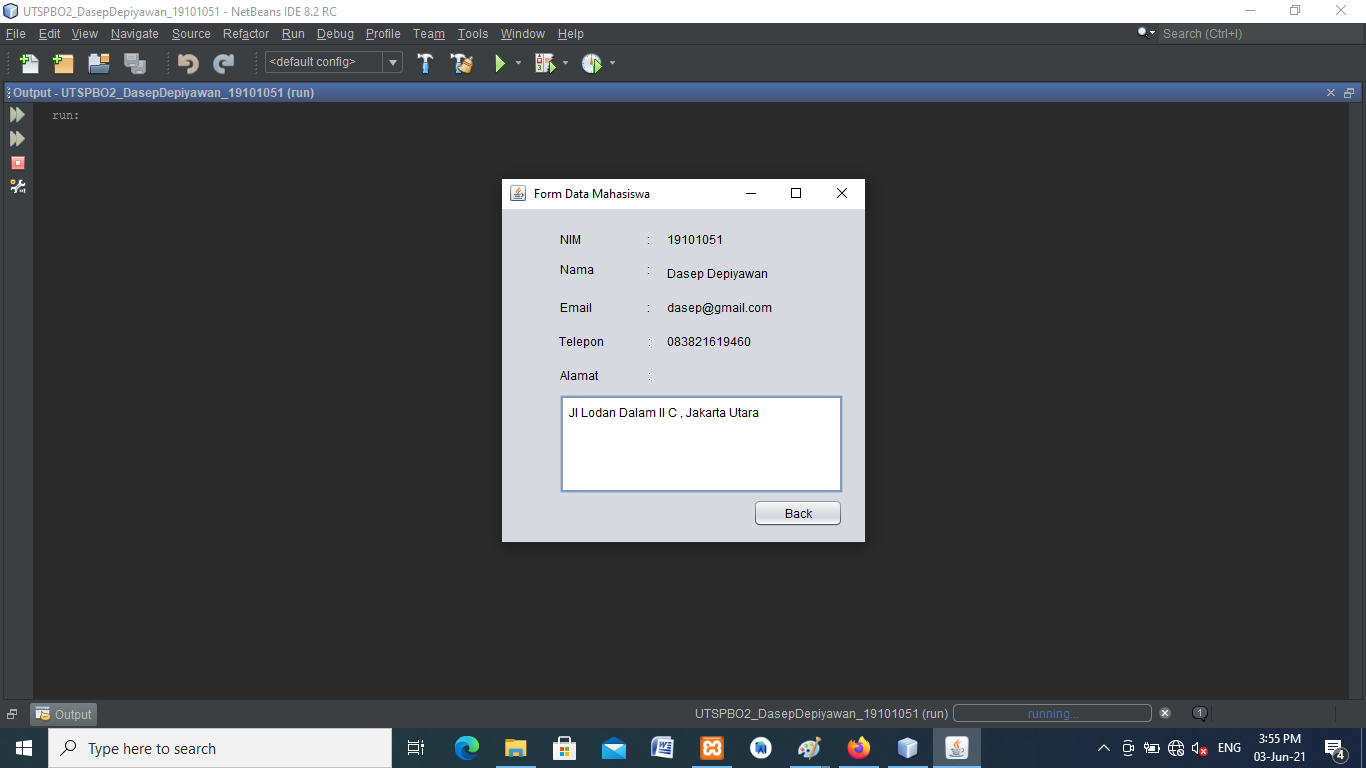 UTSPBO2_DasepDepiyawan_19101051 - NetBeans IDE 8.2 RC
File Edit View Navigate Source Refactor Run Debug Profile Team Tools Window Help Search (Ctrl+I)
<default config>
Output - UTSPBO2_DasepDepiyawan_19101051 (run)
run:
Form Data Mahasiswa
NIM : 19101051
Nama : Dasep Depiyawan
Email : dasep@gmail.com
Telepon : 083821619460
Alamat :
Jl Lodan Dalam II C , Jakarta Utara
Back
Output UTSPBO2_DasepDepiyawan_19101051 (run) running... 1
Type here to search ENG 3:55 PM
03-Jun-21 4